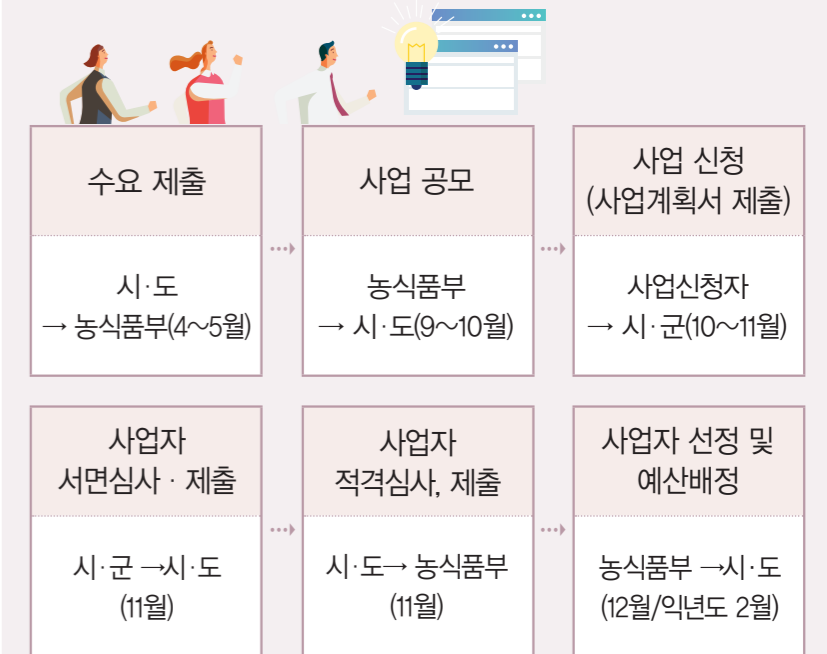 수요 제출
시·도
→ 농식품부(4~5월)
사업 공모
농식품부
→ 시·도(9~10월)
사업 신청
(사업계획서 제출)
사업신청자
→ 시·군(10~11월)
사업자
서면심사 · 제출
시·군 →시·도
(11월)
사업자
적격심사, 제출
시·도→ 농식품부
(11월)
사업자 선정 및
예산배정
농식품부 →시·도
(12월/익년도 2월)